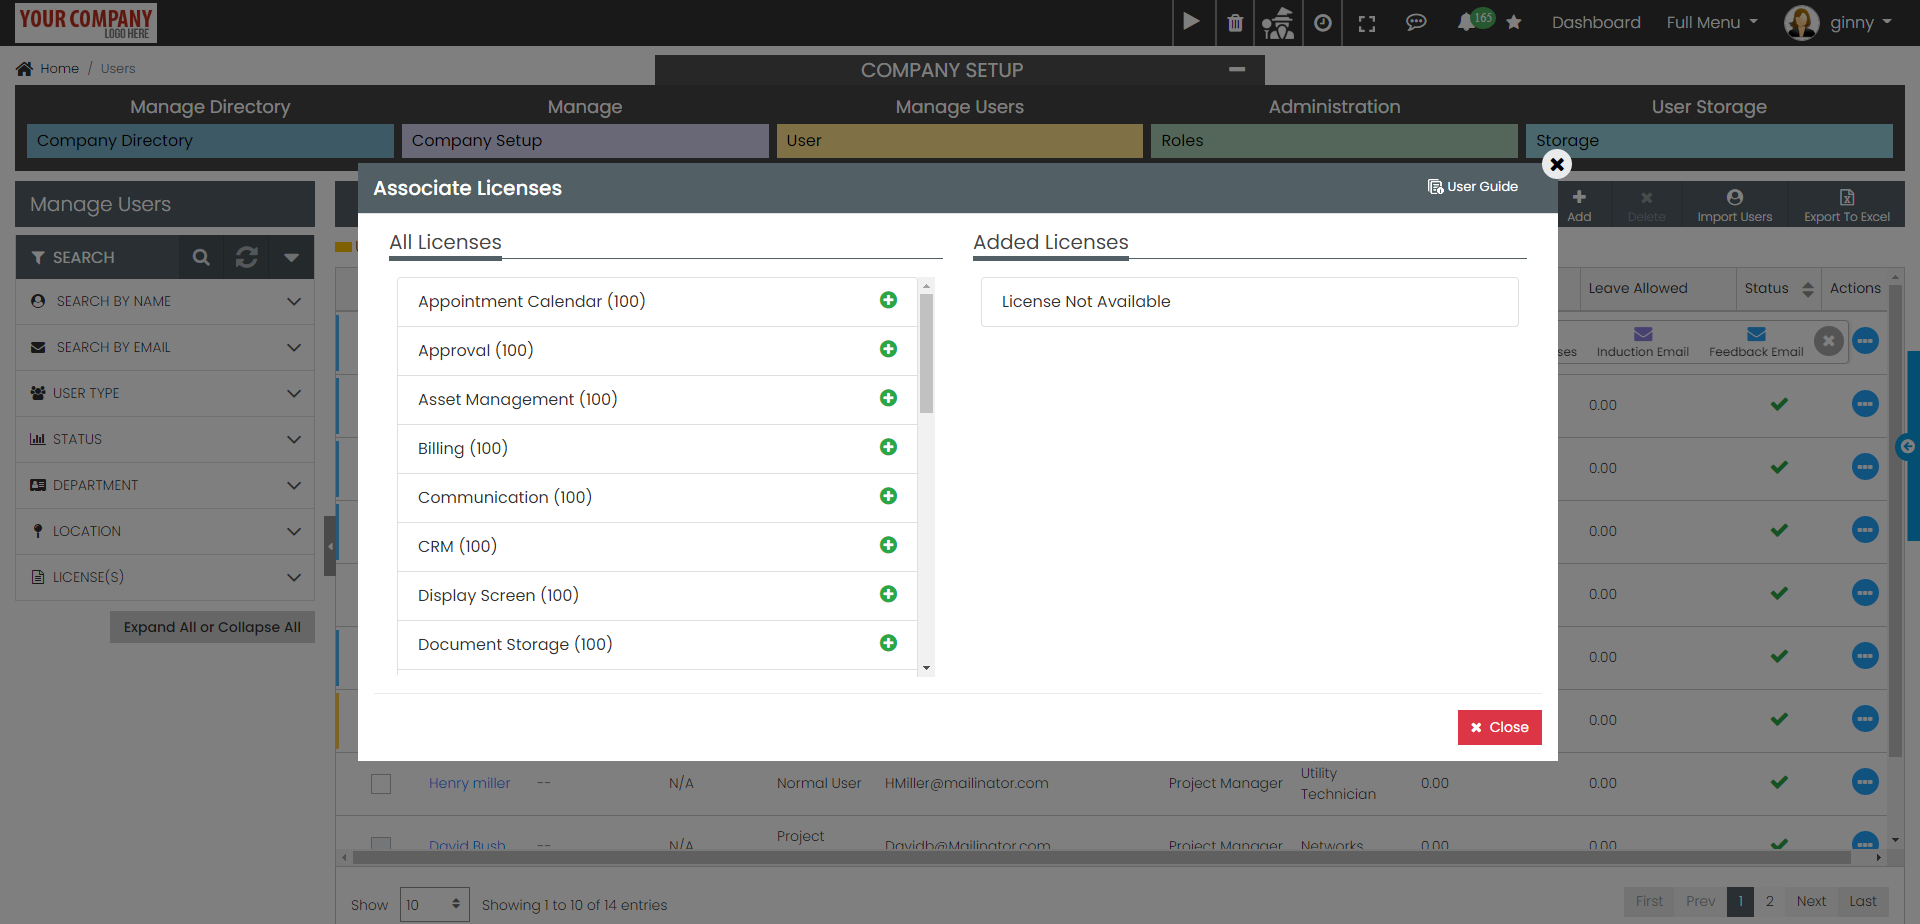 YOUR COMPANY
LOGO HERE
165
Dashboard
Full Menu
ginny
Home / Users
COMPANY SETUP
Manage Directory
Manage
Manage Users
Administration
User Storage
Company Directory
Company Setup
User
Roles
Storage
Manage Users
Associate Licenses
User Guide
Add
Delete
Import Users
Export To Excel
SEARCH
SEARCH BY NAME
SEARCH BY EMAIL
USER TYPE
STATUS
DEPARTMENT
LOCATION
LICENSE(S)
Expand All or Collapse All
All Licenses
Appointment Calendar (100)
Approval (100)
Asset Management (100)
Billing (100)
Communication (100)
CRM (100)
Display Screen (100)
Document Storage (100)
Added Licenses
License Not Available
Close
Leave Allowed
Status
Actions
Induction Email
Feedback Email
0.00
0.00
0.00
0.00
0.00
0.00
Henry miller -- N/A Normal User HMiller@mailinator.com Project Manager Utility Technician 0.00 0.00
David Bush -- N/A Project Davidb@Mailinator.com Project Manager Networks 0.00 0.00
Show 10 Showing 1 to 10 of 14 entries
First Prev 1 2 Next Last